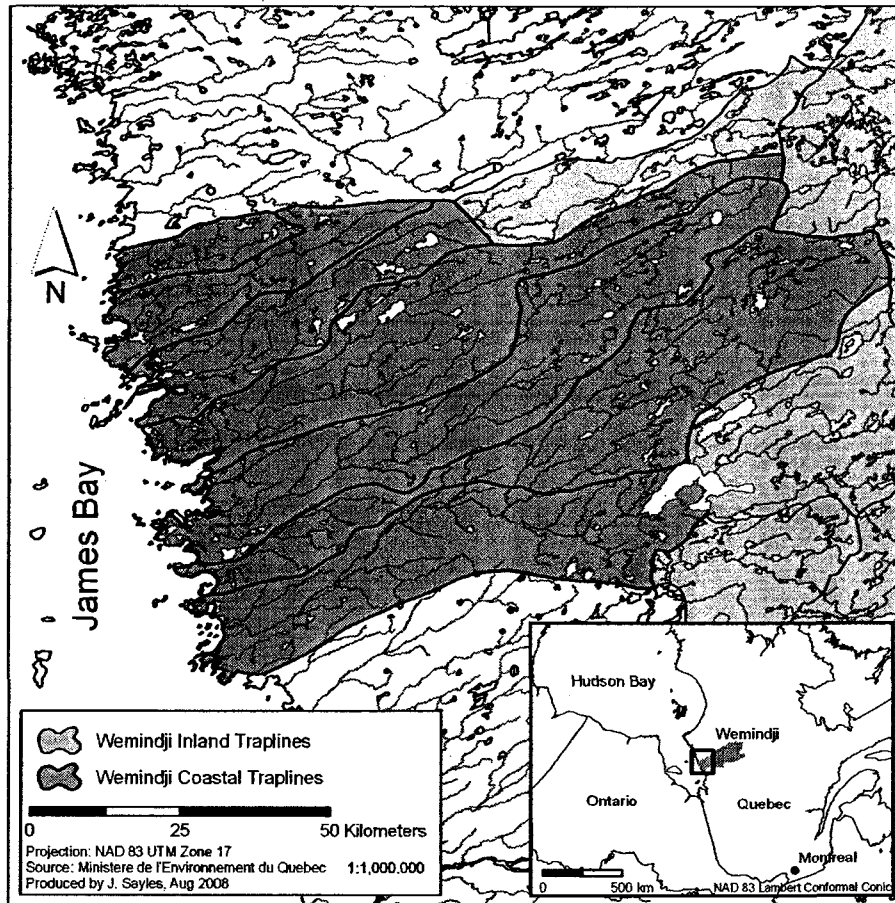 N
James Bay
Wemindji Inland Traplines
Wemindji Coastal Traplines
0 25 50 Kilometers
Projection: NAD 83 UTM Zone 17
Source: Ministere de l'Environnement du Quebec 1:1,000,000
Produced by J. Sayles, Aug 2008
Hudson Bay
Wemindji
Ontario
Quebec
Montreal
0 500 km
NAD 83 Lambert Conformal Conic